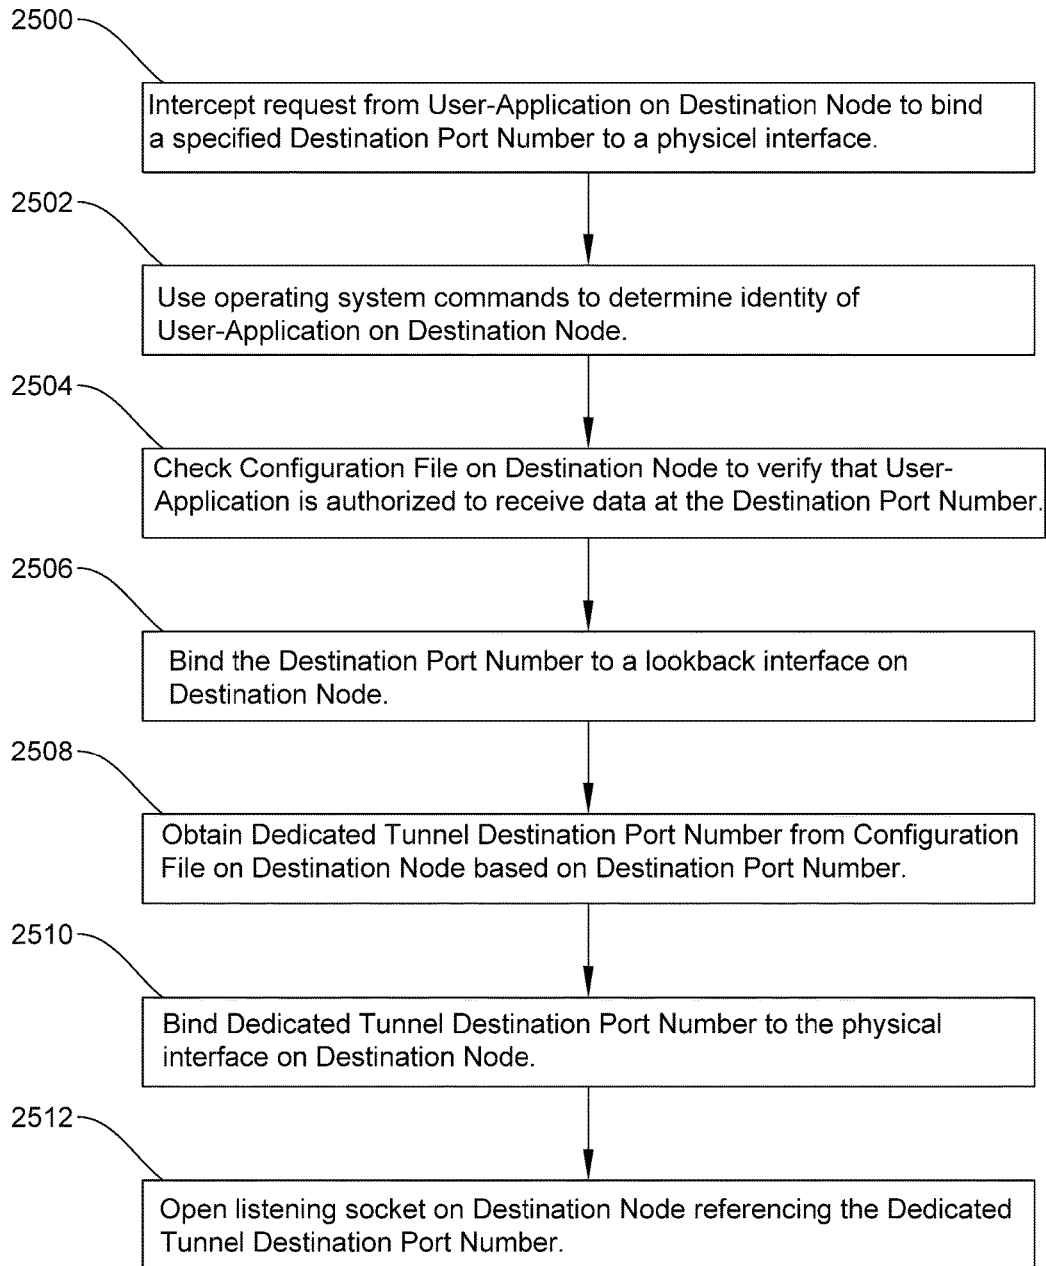 2500
Intercept request from User-Application on Destination Node to bind
a specified Destination Port Number to a physicel interface.
2502
Use operating system commands to determine identity of
User-Application on Destination Node.
2504
Check Configuration File on Destination Node to verify that User-
Application is authorized to receive data at the Destination Port Number.
2506
Bind the Destination Port Number to a lookback interface on
Destination Node.
2508
Obtain Dedicated Tunnel Destination Port Number from Configuration
File on Destination Node based on Destination Port Number.
2510
Bind Dedicated Tunnel Destination Port Number to the physical
interface on Destination Node.
2512
Open listening socket on Destination Node referencing the Dedicated
Tunnel Destination Port Number.